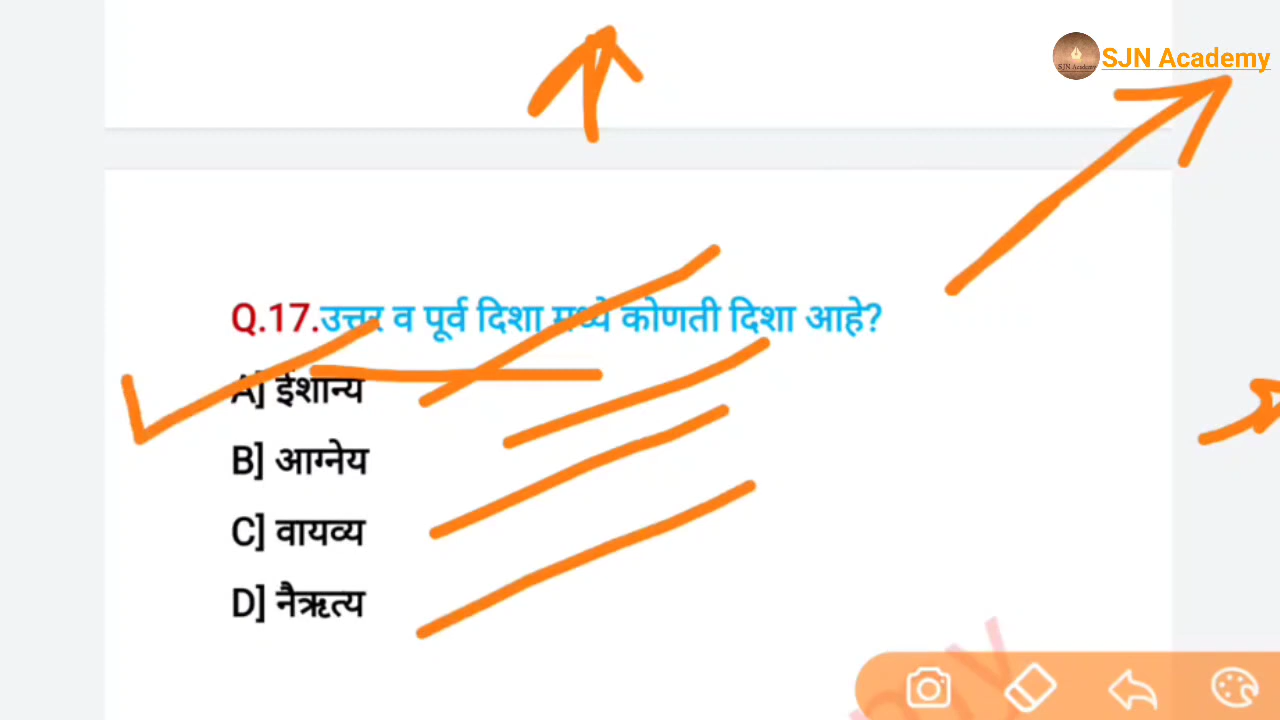 SJN Academy
Q.17.उत्तर व पूर्व दिशा मध्ये कोणती दिशा आहे?
A] ईशान्य
B] आग्नेय
C] वायव्य
D] नैऋत्य